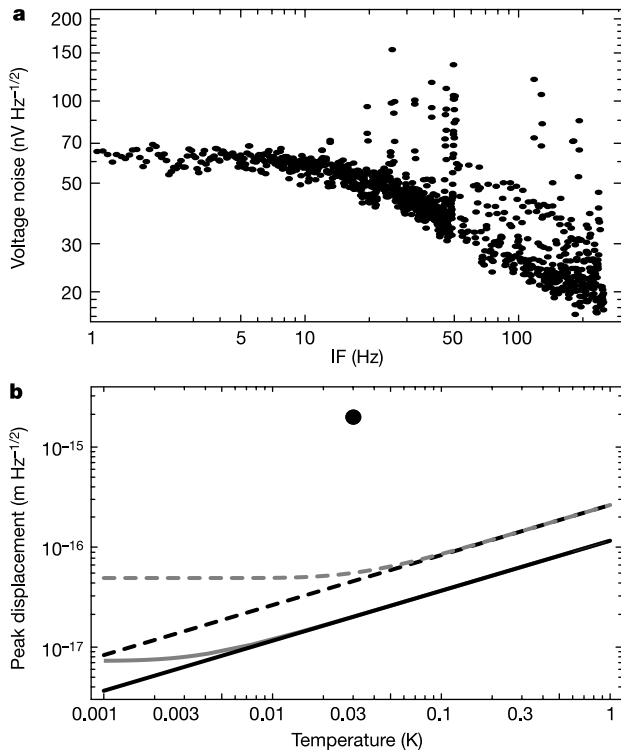 a
Voltage noise (nV Hz⁻¹/²)
200
150
100
70
50
30
20
1 2 5 10 20 50 100
IF (Hz)
b
Peak displacement (m Hz⁻¹/²)
10⁻¹⁵
10⁻¹⁶
10⁻¹⁷
0.001 0.003 0.01 0.03 0.1 0.3 1
Temperature (K)